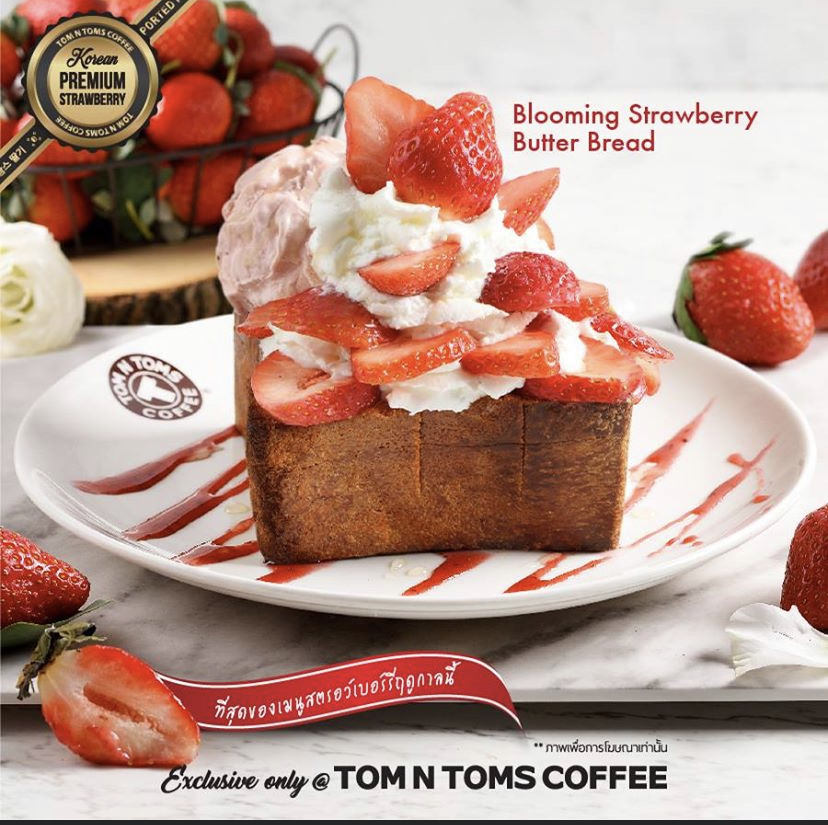 TOM N TOMS COFFEE
Korean
PREMIUM
STRAWBERRY
TOM N TOMS COFFEE
Blooming Strawberry
Butter Bread
TOM N TOMS
T
COFFEE
ที่สุดของเมนูสตรอว์เบอร์รีฤดูกาลนี้
** ภาพเพื่อการโฆษณาเท่านั้น
Exclusive only @ TOM N TOMS COFFEE